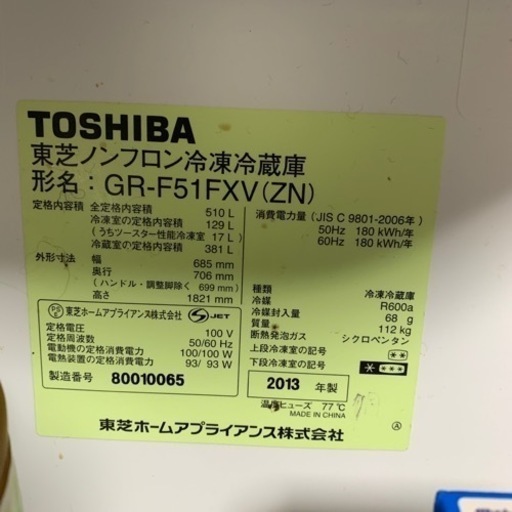 TOSHIBA
東芝ノンフロン冷凍冷蔵庫
形名：GR-F51FXV(ZN)
定格内容積 全定格内容積 510 L
冷凍室の定格内容積 129 L
(うちツースター性能冷凍室 17 L)
冷蔵室の定格内容積 381 L
外形寸法 幅 685 mm
奥行 706 mm
(ハンドル・調整脚除く 699 mm)
高さ 1821 mm
消費電力量 (JIS C 9801-2006年)
50Hz 180 kWh/年
60Hz 180 kWh/年
種類 冷凍冷蔵庫
冷媒 R600a
冷媒封入量 68 g
質量 112 kg
断熱発泡ガス シクロペンタン
上段冷凍室の記号
下段冷凍室の記号
PSE 東芝ホームアプライアンス株式会社 S JET
定格電圧 100 V
定格周波数 50/60 Hz
電動機の定格消費電力 100/100 W
電熱装置の定格消費電力 93/ 93 W
製造番号 80010065
2013 年製
温度ヒューズ 77℃
MADE IN CHINA
東芝ホームアプライアンス株式会社
Ⓐ